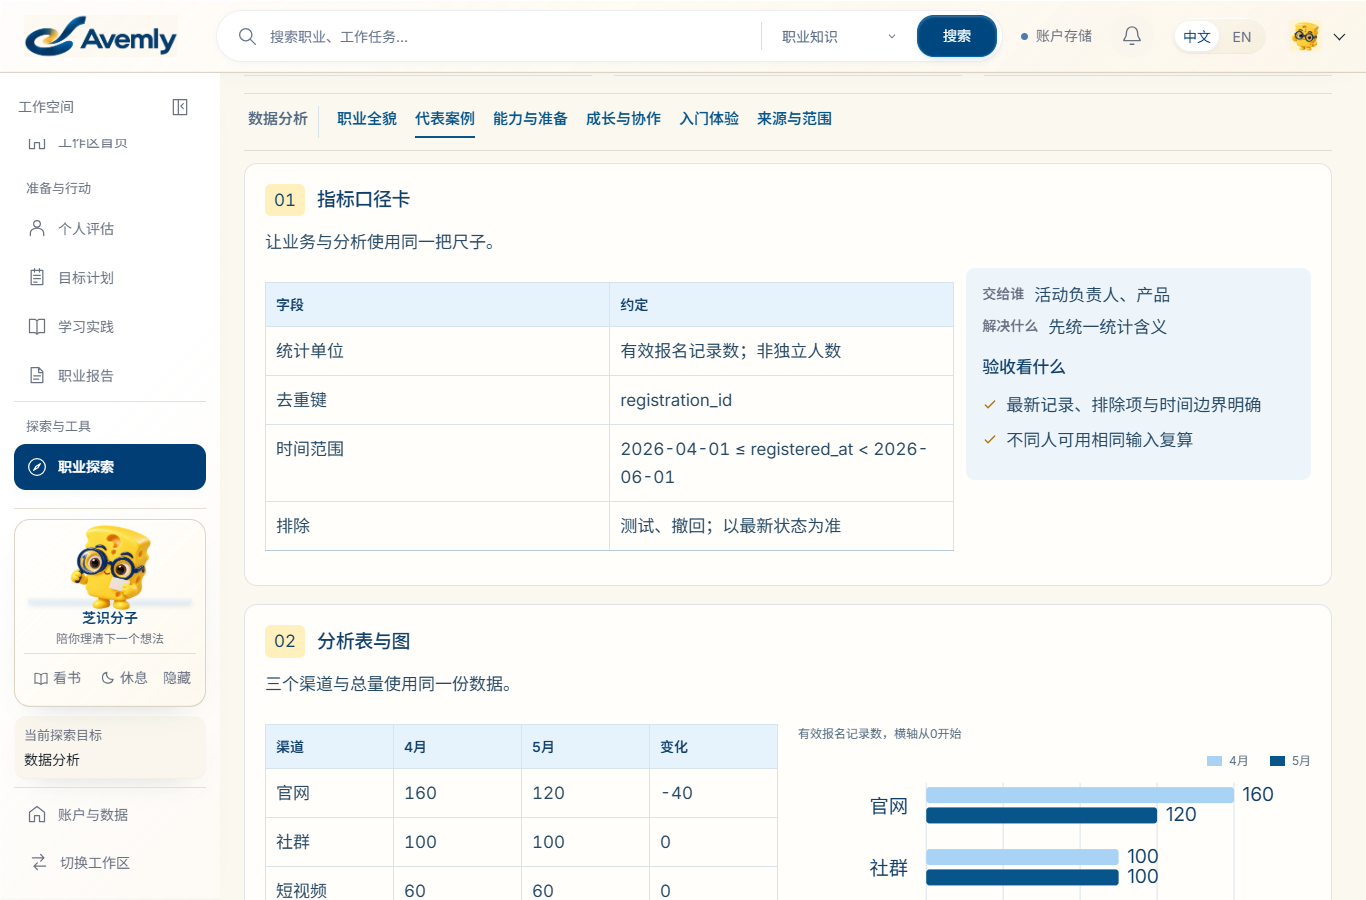 Avemly
搜索职业、工作任务...
职业知识
搜索
账户存储
中文
EN
工作空间
工作区首页
准备与行动
个人评估
目标计划
学习实践
职业报告
探索与工具
职业探索
芝识分子
陪你理清下一个想法
看书
休息
隐藏
当前探索目标
数据分析
账户与数据
切换工作区
数据分析
职业全貌
代表案例
能力与准备
成长与协作
入门体验
来源与范围
01 指标口径卡
让业务与分析使用同一把尺子。
字段 约定
统计单位 有效报名记录数；非独立人数
去重键 registration_id
时间范围 2026-04-01 ≤ registered_at < 2026-
06-01
排除 测试、撤回；以最新状态为准
交给谁 活动负责人、产品
解决什么 先统一统计含义
验收看什么
最新记录、排除项与时间边界明确
不同人可用相同输入复算
02 分析表与图
三个渠道与总量使用同一份数据。
渠道 4月 5月 变化
官网 160 120 -40
社群 100 100 0
短视频 60 60 0
有效报名记录数，横轴从0开始
4月 5月
官网 160
120
社群 100
100